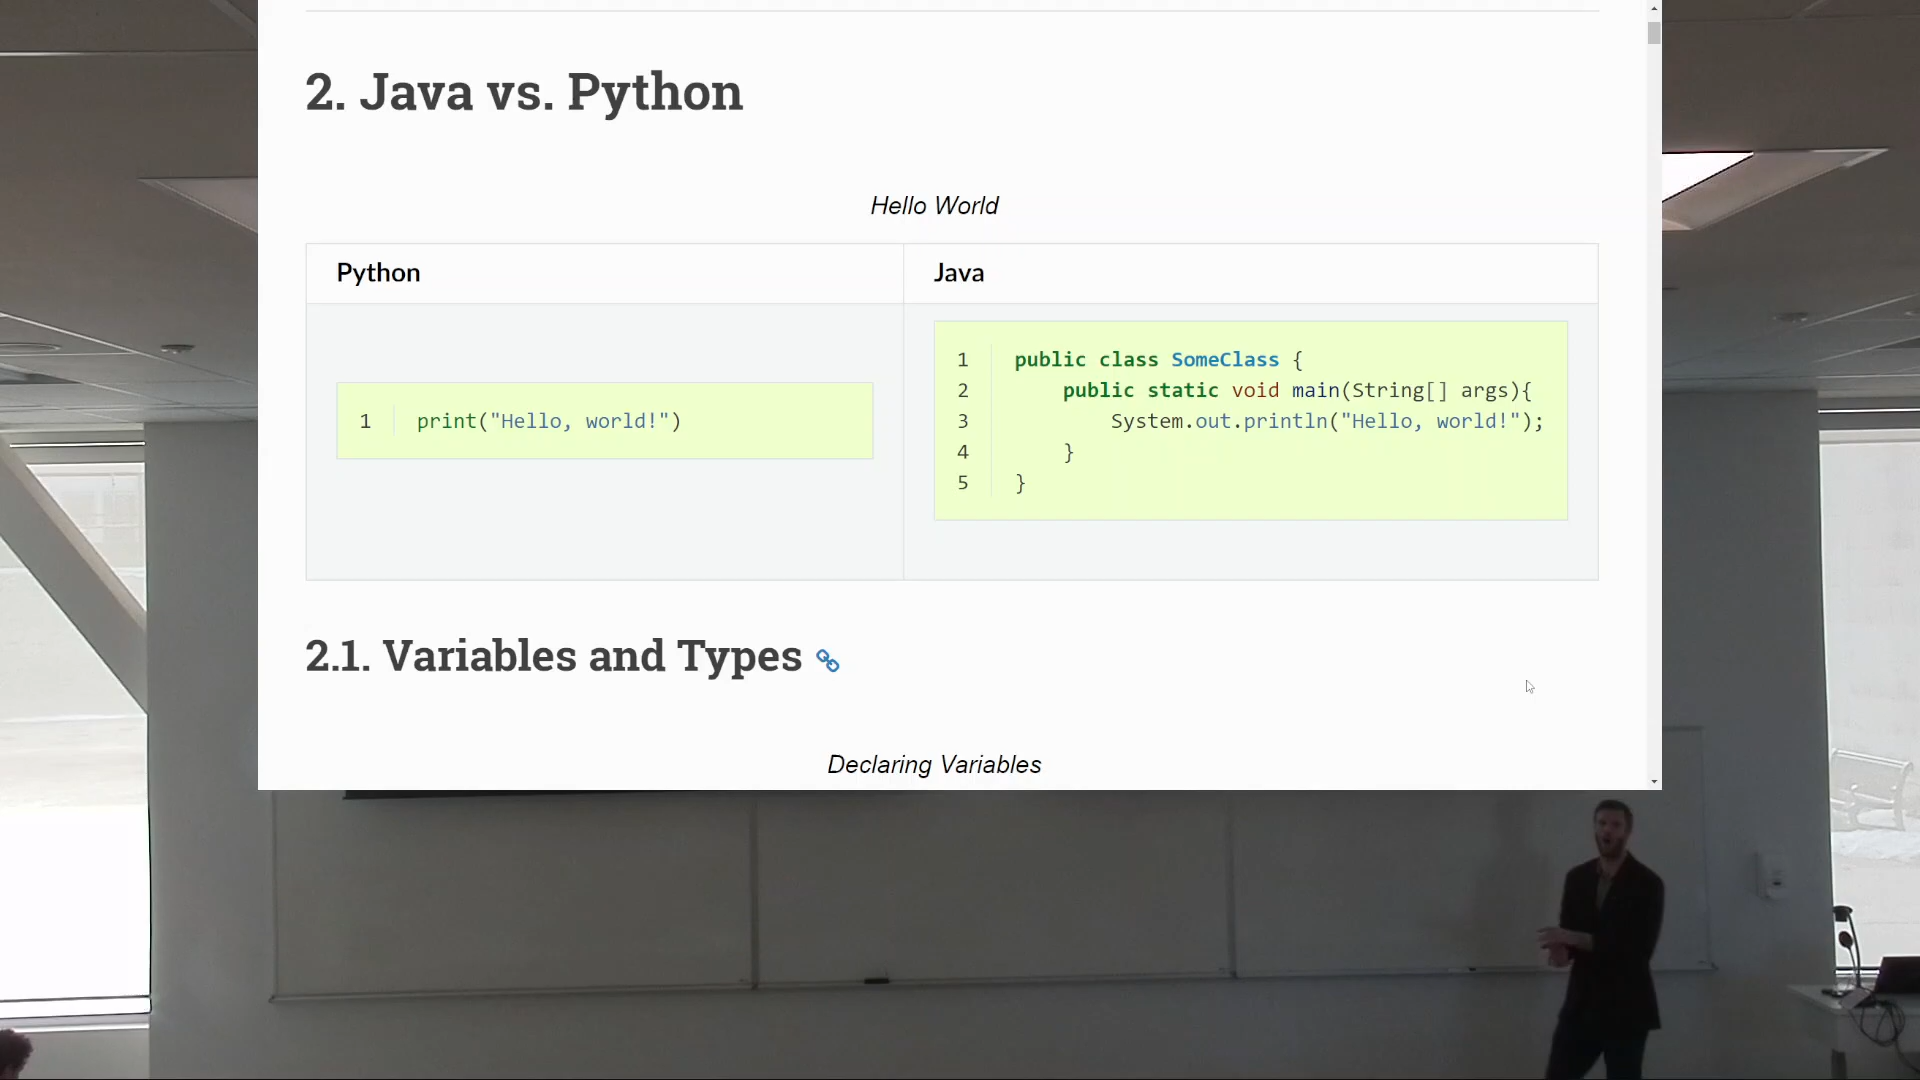 2. Java vs. Python
Hello World
Python
Java
1 print("Hello, world!")
1 public class SomeClass {
2 public static void main(String[] args){
3 System.out.println("Hello, world!");
4 }
5 }
2.1. Variables and Types
Declaring Variables